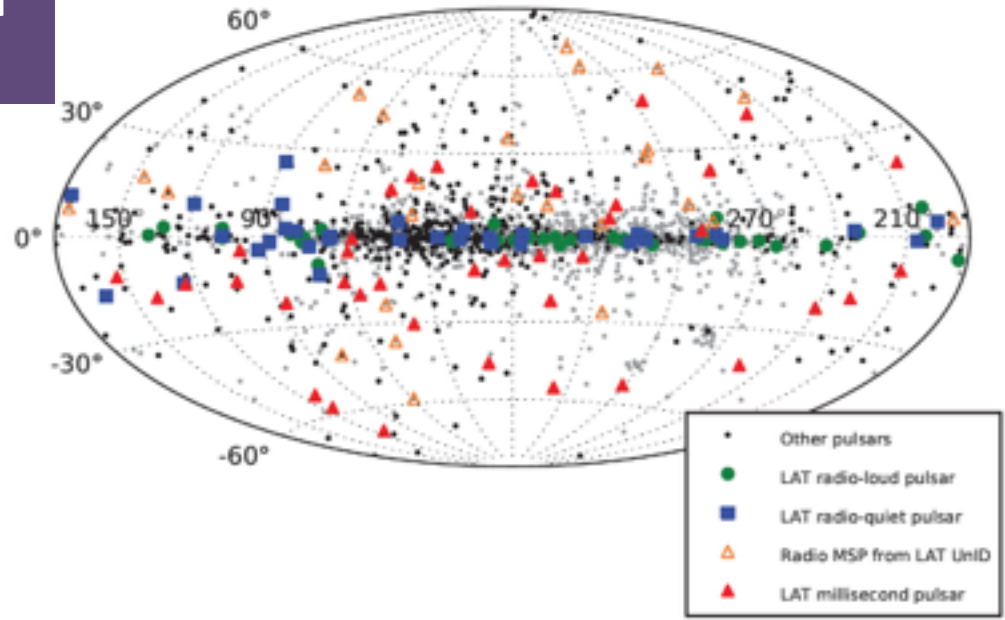 60°
30°
150° 90° 270 210
0°
-30°
-60°
Other pulsars
LAT radio-loud pulsar
LAT radio-quiet pulsar
Radio MSP from LAT UnID
LAT millisecond pulsar